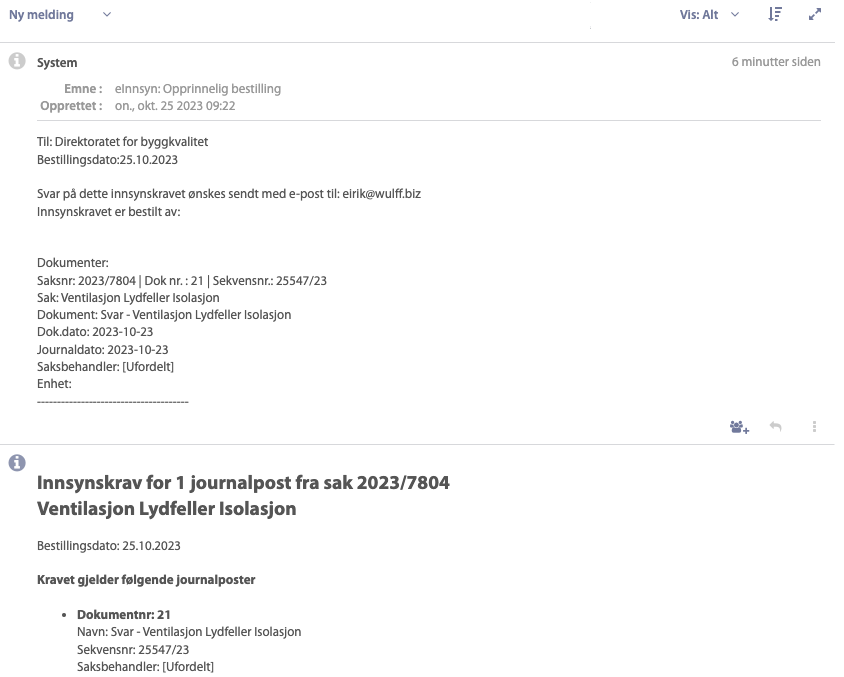 Ny melding
Vis: Alt
System
6 minutter siden
Emne : eInnsyn: Opprinnelig bestilling
Opprettet : on., okt. 25 2023 09:22
Til: Direktoratet for byggkvalitet
Bestillingsdato:25.10.2023
Svar på dette innsynskravet ønskes sendt med e-post til: eirik@wulff.biz
Innsynskravet er bestilt av:
Dokumenter:
Saksnr: 2023/7804 | Dok nr. : 21 | Sekvensnr.: 25547/23
Sak: Ventilasjon Lydfeller Isolasjon
Dokument: Svar - Ventilasjon Lydfeller Isolasjon
Dok.dato: 2023-10-23
Journaldato: 2023-10-23
Saksbehandler: [Ufordelt]
Enhet:
--------------------------------------
Innsynskrav for 1 journalpost fra sak 2023/7804
Ventilasjon Lydfeller Isolasjon
Bestillingsdato: 25.10.2023
Kravet gjelder følgende journalposter
• Dokumentnr: 21
Navn: Svar - Ventilasjon Lydfeller Isolasjon
Sekvensnr: 25547/23
Saksbehandler: [Ufordelt]